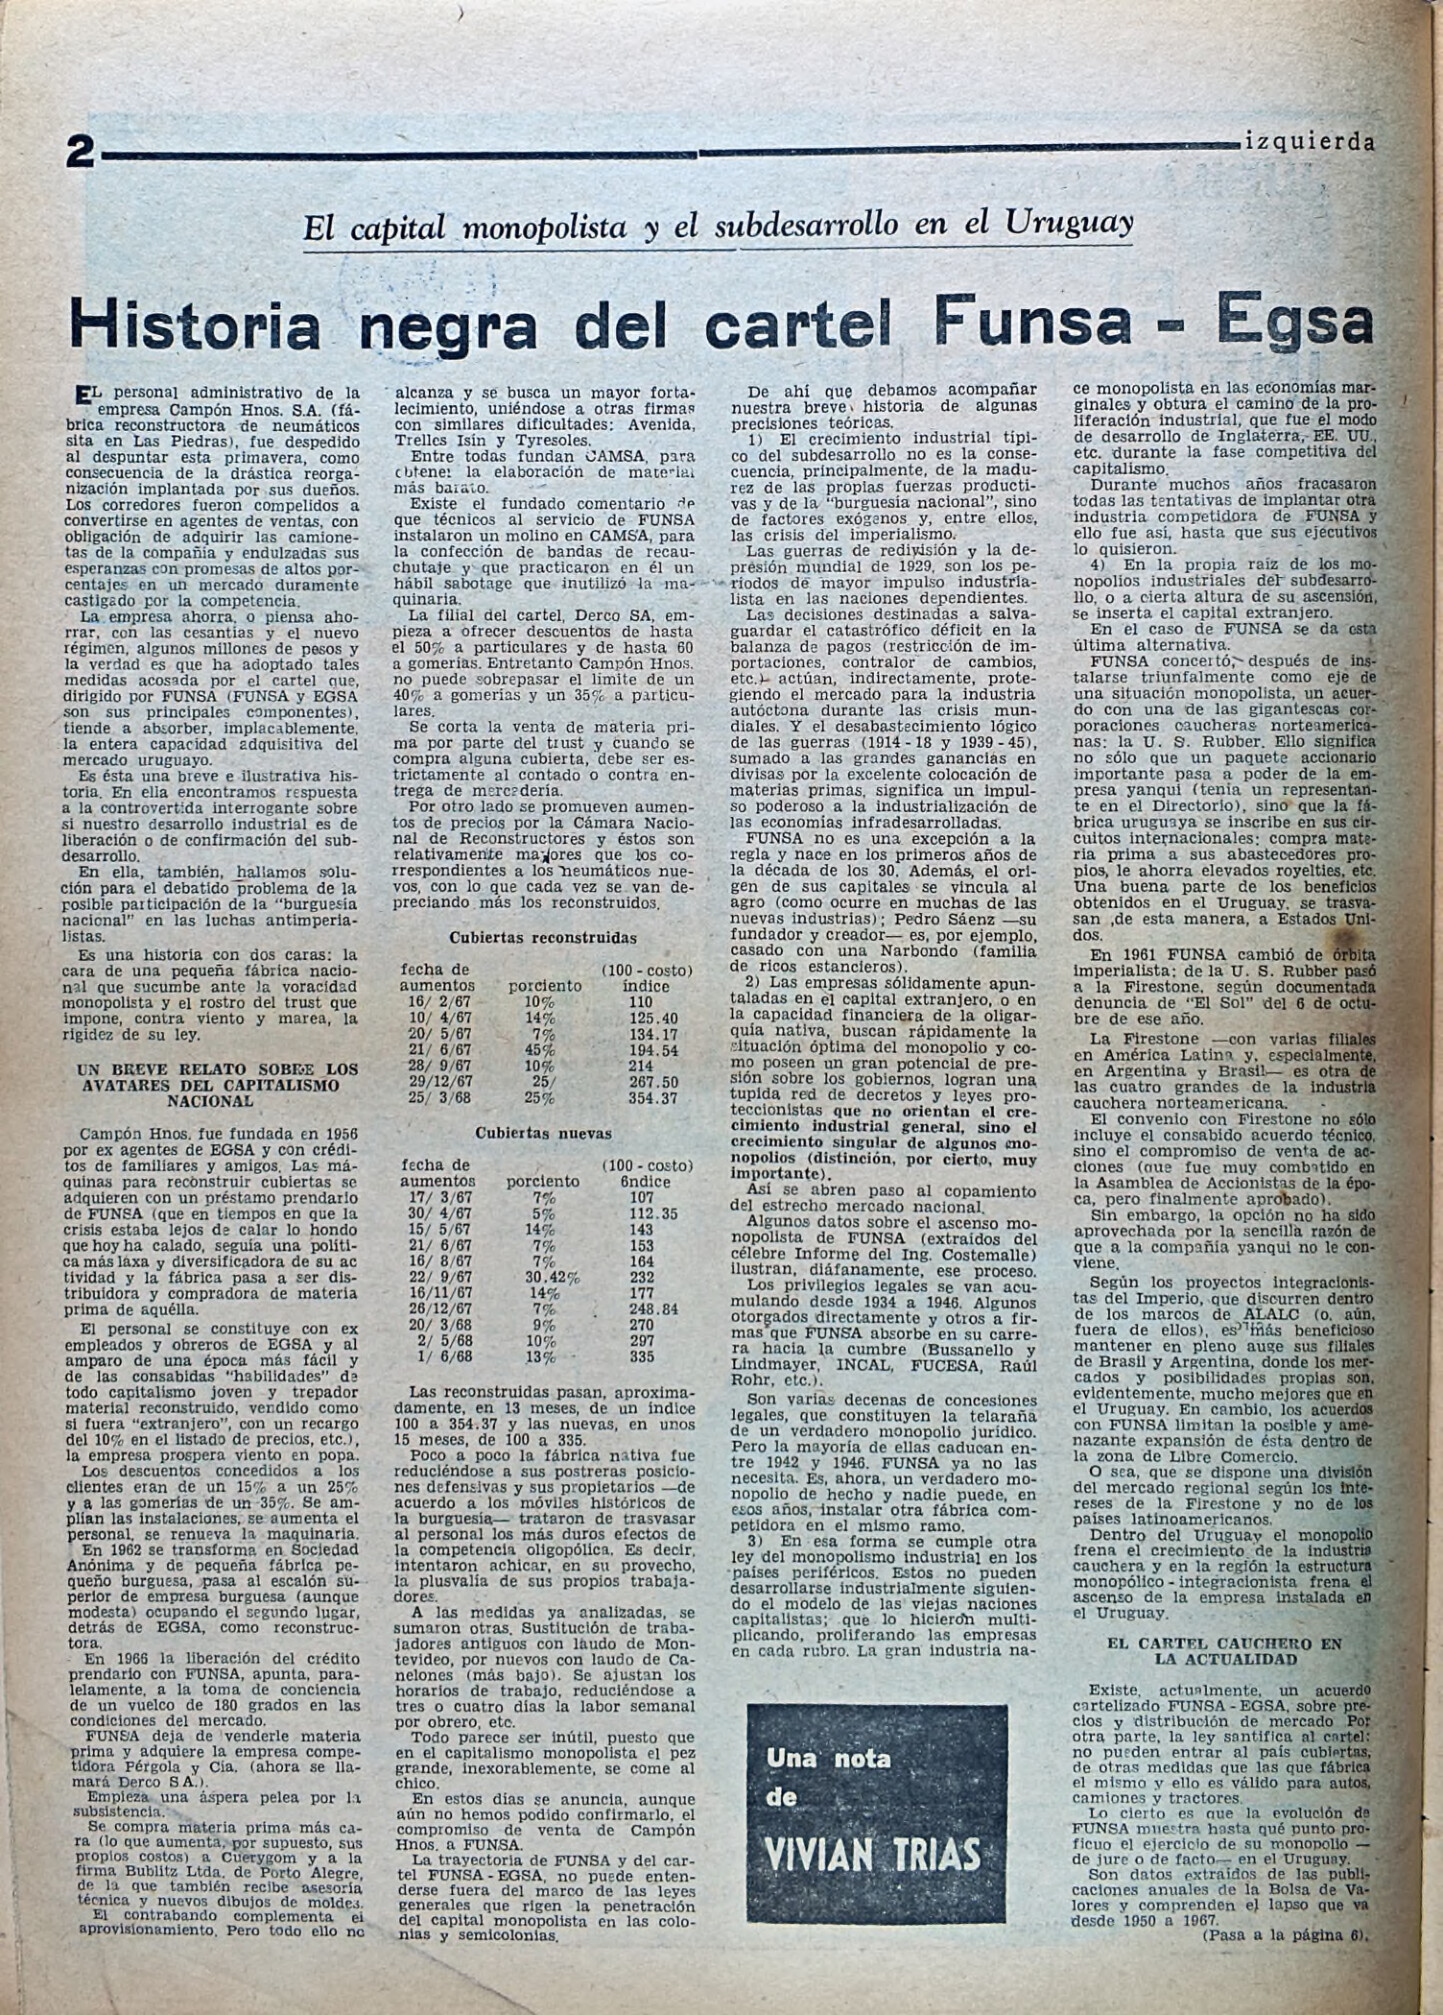 2
izquierda
El capital monopolista y el subdesarrollo en el Uruguay
Historia negra del cartel Funsa - Egsa
EL personal administrativo de la
empresa Campón Hnos. S.A. (fá-
brica reconstructora de neumáticos
sita en Las Piedras), fue despedido
al despuntar esta primavera, como
consecuencia de la drástica reorga-
nización implantada por sus dueños.
Los corredores fueron compelidos a
convertirse en agentes de ventas, con
obligación de adquirir las camione-
tas de la compañía y endulzadas sus
esperanzas con promesas de altos por-
centajes en un mercado duramente
castigado por la competencia.
La empresa ahorra, o piensa aho-
rrar, con las cesantías y el nuevo
régimen, algunos millones de pesos y
la verdad es que ha adoptado tales
medidas acosada por el cartel que,
dirigido por FUNSA (FUNSA y EGSA
son sus principales componentes),
tiende a absorber, implacablemente,
la entera capacidad adquisitiva del
mercado uruguayo.
Es ésta una breve e ilustrativa his-
toria. En ella encontramos respuesta
a la controvertida interrogante sobre
si nuestro desarrollo industrial es de
liberación o de confirmación del sub-
desarrollo.
En ella, también, hallamos solu-
ción para el debatido problema de la
posible participación de la "burguesía
nacional" en las luchas antimperia-
listas.
Es una historia con dos caras: la
cara de una pequeña fábrica nacio-
nal que sucumbe ante la voracidad
monopolista y el rostro del trust que
impone, contra viento y marea, la
rigidez de su ley.
UN BREVE RELATO SOBRE LOS
AVATARES DEL CAPITALISMO
NACIONAL
Campón Hnos. fue fundada en 1956
por ex agentes de EGSA y con crédi-
tos de familiares y amigos. Las má-
quinas para reconstruir cubiertas se
adquieren con un préstamo prendario
de FUNSA (que en tiempos en que la
crisis estaba lejos de calar lo hondo
que hoy ha calado, seguía una políti-
ca más laxa y diversificadora de su ac
tividad y la fábrica pasa a ser dis-
tribuidora y compradora de materia
prima de aquélla.
El personal se constituye con ex
empleados y obreros de EGSA y al
amparo de una época más fácil y
de las consabidas "habilidades" de
todo capitalismo joven y trepador
material reconstruido, vendido como
si fuera "extranjero", con un recargo
del 10% en el listado de precios, etc.),
la empresa prospera viento en popa.
Los descuentos concedidos a los
clientes eran de un 15% a un 25%
y a las gomerías de un 35%. Se am-
plían las instalaciones, se aumenta el
personal, se renueva la maquinaria.
En 1962 se transforma en Sociedad
Anónima y de pequeña fábrica pe-
queño burguesa, pasa al escalón su-
perior de empresa burguesa (aunque
modesta) ocupando el segundo lugar,
detrás de EGSA, como reconstruc-
tora.
En 1966 la liberación del crédito
prendario con FUNSA, apunta, para-
lelamente, a la toma de conciencia
de un vuelco de 180 grados en las
condiciones del mercado.
FUNSA deja de venderle materia
prima y adquiere la empresa compe-
tidora Pérgola y Cía. (ahora se lla-
mará Derco S A.).
Empieza una áspera pelea por la
subsistencia.
Se compra materia prima más ca-
ra (lo que aumenta, por supuesto, sus
propios costos) a Cuerygom y a la
firma Bublitz Ltda. de Porto Alegre,
de la que también recibe asesoría
técnica y nuevos dibujos de moldes.
El contrabando complementa el
aprovisionamiento. Pero todo ello no
alcanza y se busca un mayor forta-
lecimiento, uniéndose a otras firmas
con similares dificultades: Avenida,
Trelles Isín y Tyresoles.
Entre todas fundan CAMSA, para
obtener la elaboración de material
más barato.
Existe el fundado comentario de
que técnicos al servicio de FUNSA
instalaron un molino en CAMSA, para
la confección de bandas de recau-
chutaje y que practicaron en él un
hábil sabotage que inutilizó la ma-
quinaria.
La filial del cartel, Derco SA, em-
pieza a ofrecer descuentos de hasta
el 50% a particulares y de hasta 60
a gomerías. Entretanto Campón Hnos.
no puede sobrepasar el límite de un
40% a gomerías y un 35% a particu-
lares.
Se corta la venta de materia pri-
ma por parte del trust y cuando se
compra alguna cubierta, debe ser es-
trictamente al contado o contra en-
trega de mercadería.
Por otro lado se promueven aumen-
tos de precios por la Cámara Nacio-
nal de Reconstructores y éstos son
relativamente mayores que los co-
rrespondientes a los neumáticos nue-
vos, con lo que cada vez se van de-
preciando más los reconstruidos.
Cubiertas reconstruidas
fecha de (100 - costo)
aumentos porciento índice
16/ 2/67 10% 110
10/ 4/67 14% 125.40
20/ 5/67 7% 134.17
21/ 6/67 45% 194.54
28/ 9/67 10% 214
29/12/67 25/ 267.50
25/ 3/68 25% 354.37
Cubiertas nuevas
fecha de (100 - costo)
aumentos porciento 6ndice
17/ 3/67 7% 107
30/ 4/67 5% 112.35
15/ 5/67 14% 143
21/ 6/67 7% 153
16/ 8/67 7% 164
22/ 9/67 30.42% 232
16/11/67 14% 177
26/12/67 7% 248.84
20/ 3/68 9% 270
2/ 5/68 10% 297
1/ 6/68 13% 335
Las reconstruidas pasan, aproxima-
damente, en 13 meses, de un índice
100 a 354.37 y las nuevas, en unos
15 meses, de 100 a 335.
Poco a poco la fábrica nativa fue
reduciéndose a sus postreras posicio-
nes defensivas y sus propietarios —de
acuerdo a los móviles históricos de
la burguesía— trataron de trasvasar
al personal los más duros efectos de
la competencia oligopólica. Es decir,
intentaron achicar, en su provecho,
la plusvalía de sus propios trabaja-
dores.
A las medidas ya analizadas, se
sumaron otras. Sustitución de traba-
jadores antiguos con laudo de Mon-
tevideo, por nuevos con laudo de Ca-
nelones (más bajo). Se ajustan los
horarios de trabajo, reduciéndose a
tres o cuatro días la labor semanal
por obrero, etc.
Todo parece ser inútil, puesto que
en el capitalismo monopolista el pez
grande, inexorablemente, se come al
chico.
En estos días se anuncia, aunque
aún no hemos podido confirmarlo, el
compromiso de venta de Campón
Hnos. a FUNSA.
La trayectoria de FUNSA y del car-
tel FUNSA - EGSA, no puede enten-
derse fuera del marco de las leyes
generales que rigen la penetración
del capital monopolista en las colo-
nias y semicolonias.
De ahí que debamos acompañar
nuestra breve historia de algunas
precisiones teóricas.
1) El crecimiento industrial típi-
co del subdesarrollo no es la conse-
cuencia, principalmente, de la madu-
rez de las propias fuerzas producti-
vas y de la "burguesía nacional", sino
de factores exógenos y, entre ellos,
las crisis del imperialismo.
Las guerras de redivisión y la de-
presión mundial de 1929, son los pe-
ríodos de mayor impulso industria-
lista en las naciones dependientes.
Las decisiones destinadas a salva-
guardar el catastrófico déficit en la
balanza de pagos (restricción de im-
portaciones, contralor de cambios,
etc.) actúan, indirectamente, prote-
giendo el mercado para la industria
autóctona durante las crisis mun-
diales. Y el desabastecimiento lógico
de las guerras (1914 - 18 y 1939 - 45),
sumado a las grandes ganancias en
divisas por la excelente colocación de
materias primas, significa un impul-
so poderoso a la industrialización de
las economías infradesarrolladas.
FUNSA no es una excepción a la
regla y nace en los primeros años de
la década de los 30. Además, el ori-
gen de sus capitales se vincula al
agro (como ocurre en muchas de las
nuevas industrias); Pedro Sáenz —su
fundador y creador— es, por ejemplo,
casado con una Narbondo (familia
de ricos estancieros).
2) Las empresas sólidamente apun-
taladas en el capital extranjero, o en
la capacidad financiera de la oligar-
quía nativa, buscan rápidamente la
situación óptima del monopolio y co-
mo poseen un gran potencial de pre-
sión sobre los gobiernos, logran una
tupida red de decretos y leyes pro-
teccionistas que no orientan el cre-
cimiento industrial general, sino el
crecimiento singular de algunos mo-
nopolios (distinción, por cierto, muy
importante).
Así se abren paso al copamiento
del estrecho mercado nacional.
Algunos datos sobre el ascenso mo-
nopolista de FUNSA (extraídos del
célebre Informe del Ing. Costemalle)
ilustran, diáfanamente, ese proceso.
Los privilegios legales se van acu-
mulando desde 1934 a 1946. Algunos
otorgados directamente y otros a fir-
mas que FUNSA absorbe en su carre-
ra hacia la cumbre (Bussanello y
Lindmayer, INCAL, FUCESA, Raúl
Rohr, etc.).
Son varias decenas de concesiones
legales, que constituyen la telaraña
de un verdadero monopolio jurídico.
Pero la mayoría de ellas caducan en-
tre 1942 y 1946. FUNSA ya no las
necesita. Es, ahora, un verdadero mo-
nopolio de hecho y nadie puede, en
esos años, instalar otra fábrica com-
petidora en el mismo ramo.
3) En esa forma se cumple otra
ley del monopolismo industrial en los
países periféricos. Estos no pueden
desarrollarse industrialmente siguien-
do el modelo de las viejas naciones
capitalistas; que lo hicieron multi-
plicando, proliferando las empresas
en cada rubro. La gran industria na-
Una nota
de
VIVIAN TRIAS
ce monopolista en las economías mar-
ginales y obtura el camino de la pro-
liferación industrial, que fue el modo
de desarrollo de Inglaterra, EE. UU.,
etc. durante la fase competitiva del
capitalismo.
Durante muchos años fracasaron
todas las tentativas de implantar otra
industria competidora de FUNSA y
ello fue así, hasta que sus ejecutivos
lo quisieron.
4) En la propia raíz de los mo-
nopolios industriales del subdesarro-
llo, o a cierta altura de su ascensión,
se inserta el capital extranjero.
En el caso de FUNSA se da esta
última alternativa.
FUNSA concertó, después de ins-
talarse triunfalmente como eje de
una situación monopolista, un acuer-
do con una de las gigantescas cor-
poraciones caucheras norteamerica-
nas: la U. S. Rubber. Ello significa
no sólo que un paquete accionario
importante pasa a poder de la em-
presa yanqui (tenía un representan-
te en el Directorio), sino que la fá-
brica uruguaya se inscribe en sus cir-
cuitos internacionales: compra mate-
ria prima a sus abastecedores pro-
pios, le ahorra elevados royelties, etc.
Una buena parte de los beneficios
obtenidos en el Uruguay, se trasva-
san ,de esta manera, a Estados Uni-
dos.
En 1961 FUNSA cambió de órbita
imperialista; de la U. S. Rubber pasó
a la Firestone, según documentada
denuncia de "El Sol" del 6 de octu-
bre de ese año.
La Firestone —con varias filiales
en América Latina y, especialmente,
en Argentina y Brasil— es otra de
las cuatro grandes de la industria
cauchera norteamericana.
El convenio con Firestone no sólo
incluye el consabido acuerdo técnico,
sino el compromiso de venta de ac-
ciones (que fue muy combatido en
la Asamblea de Accionistas de la épo-
ca, pero finalmente aprobado).
Sin embargo, la opción no ha sido
aprovechada por la sencilla razón de
que a la compañía yanqui no le con-
viene.
Según los proyectos integracionis-
tas del Imperio, que discurren dentro
de los marcos de ALALC (o, aún,
fuera de ellos), es más beneficioso
mantener en pleno auge sus filiales
de Brasil y Argentina, donde los mer-
cados y posibilidades propias son,
evidentemente, mucho mejores que en
el Uruguay. En cambio, los acuerdos
con FUNSA limitan la posible y ame-
nazante expansión de ésta dentro de
la zona de Libre Comercio.
O sea, que se dispone una división
del mercado regional según los inte-
reses de la Firestone y no de los
países latinoamericanos.
Dentro del Uruguay el monopolio
frena el crecimiento de la industria
cauchera y en la región la estructura
monopólico - integracionista frena el
ascenso de la empresa instalada en
el Uruguay.
EL CARTEL CAUCHERO EN
LA ACTUALIDAD
Existe, actualmente, un acuerdo
cartelizado FUNSA - EGSA, sobre pre-
cios y distribución de mercado Por
otra parte, la ley santifica al cartel:
no pueden entrar al país cubiertas,
de otras medidas que las que fábrica
el mismo y ello es válido para autos,
camiones y tractores.
Lo cierto es que la evolución de
FUNSA muestra hasta qué punto pro-
ficuo el ejercicio de su monopolio —
de jure o de facto— en el Uruguay.
Son datos extraídos de las publi-
caciones anuales de la Bolsa de Va-
lores y comprenden el lapso que va
desde 1950 a 1967.
(Pasa a la página 6).